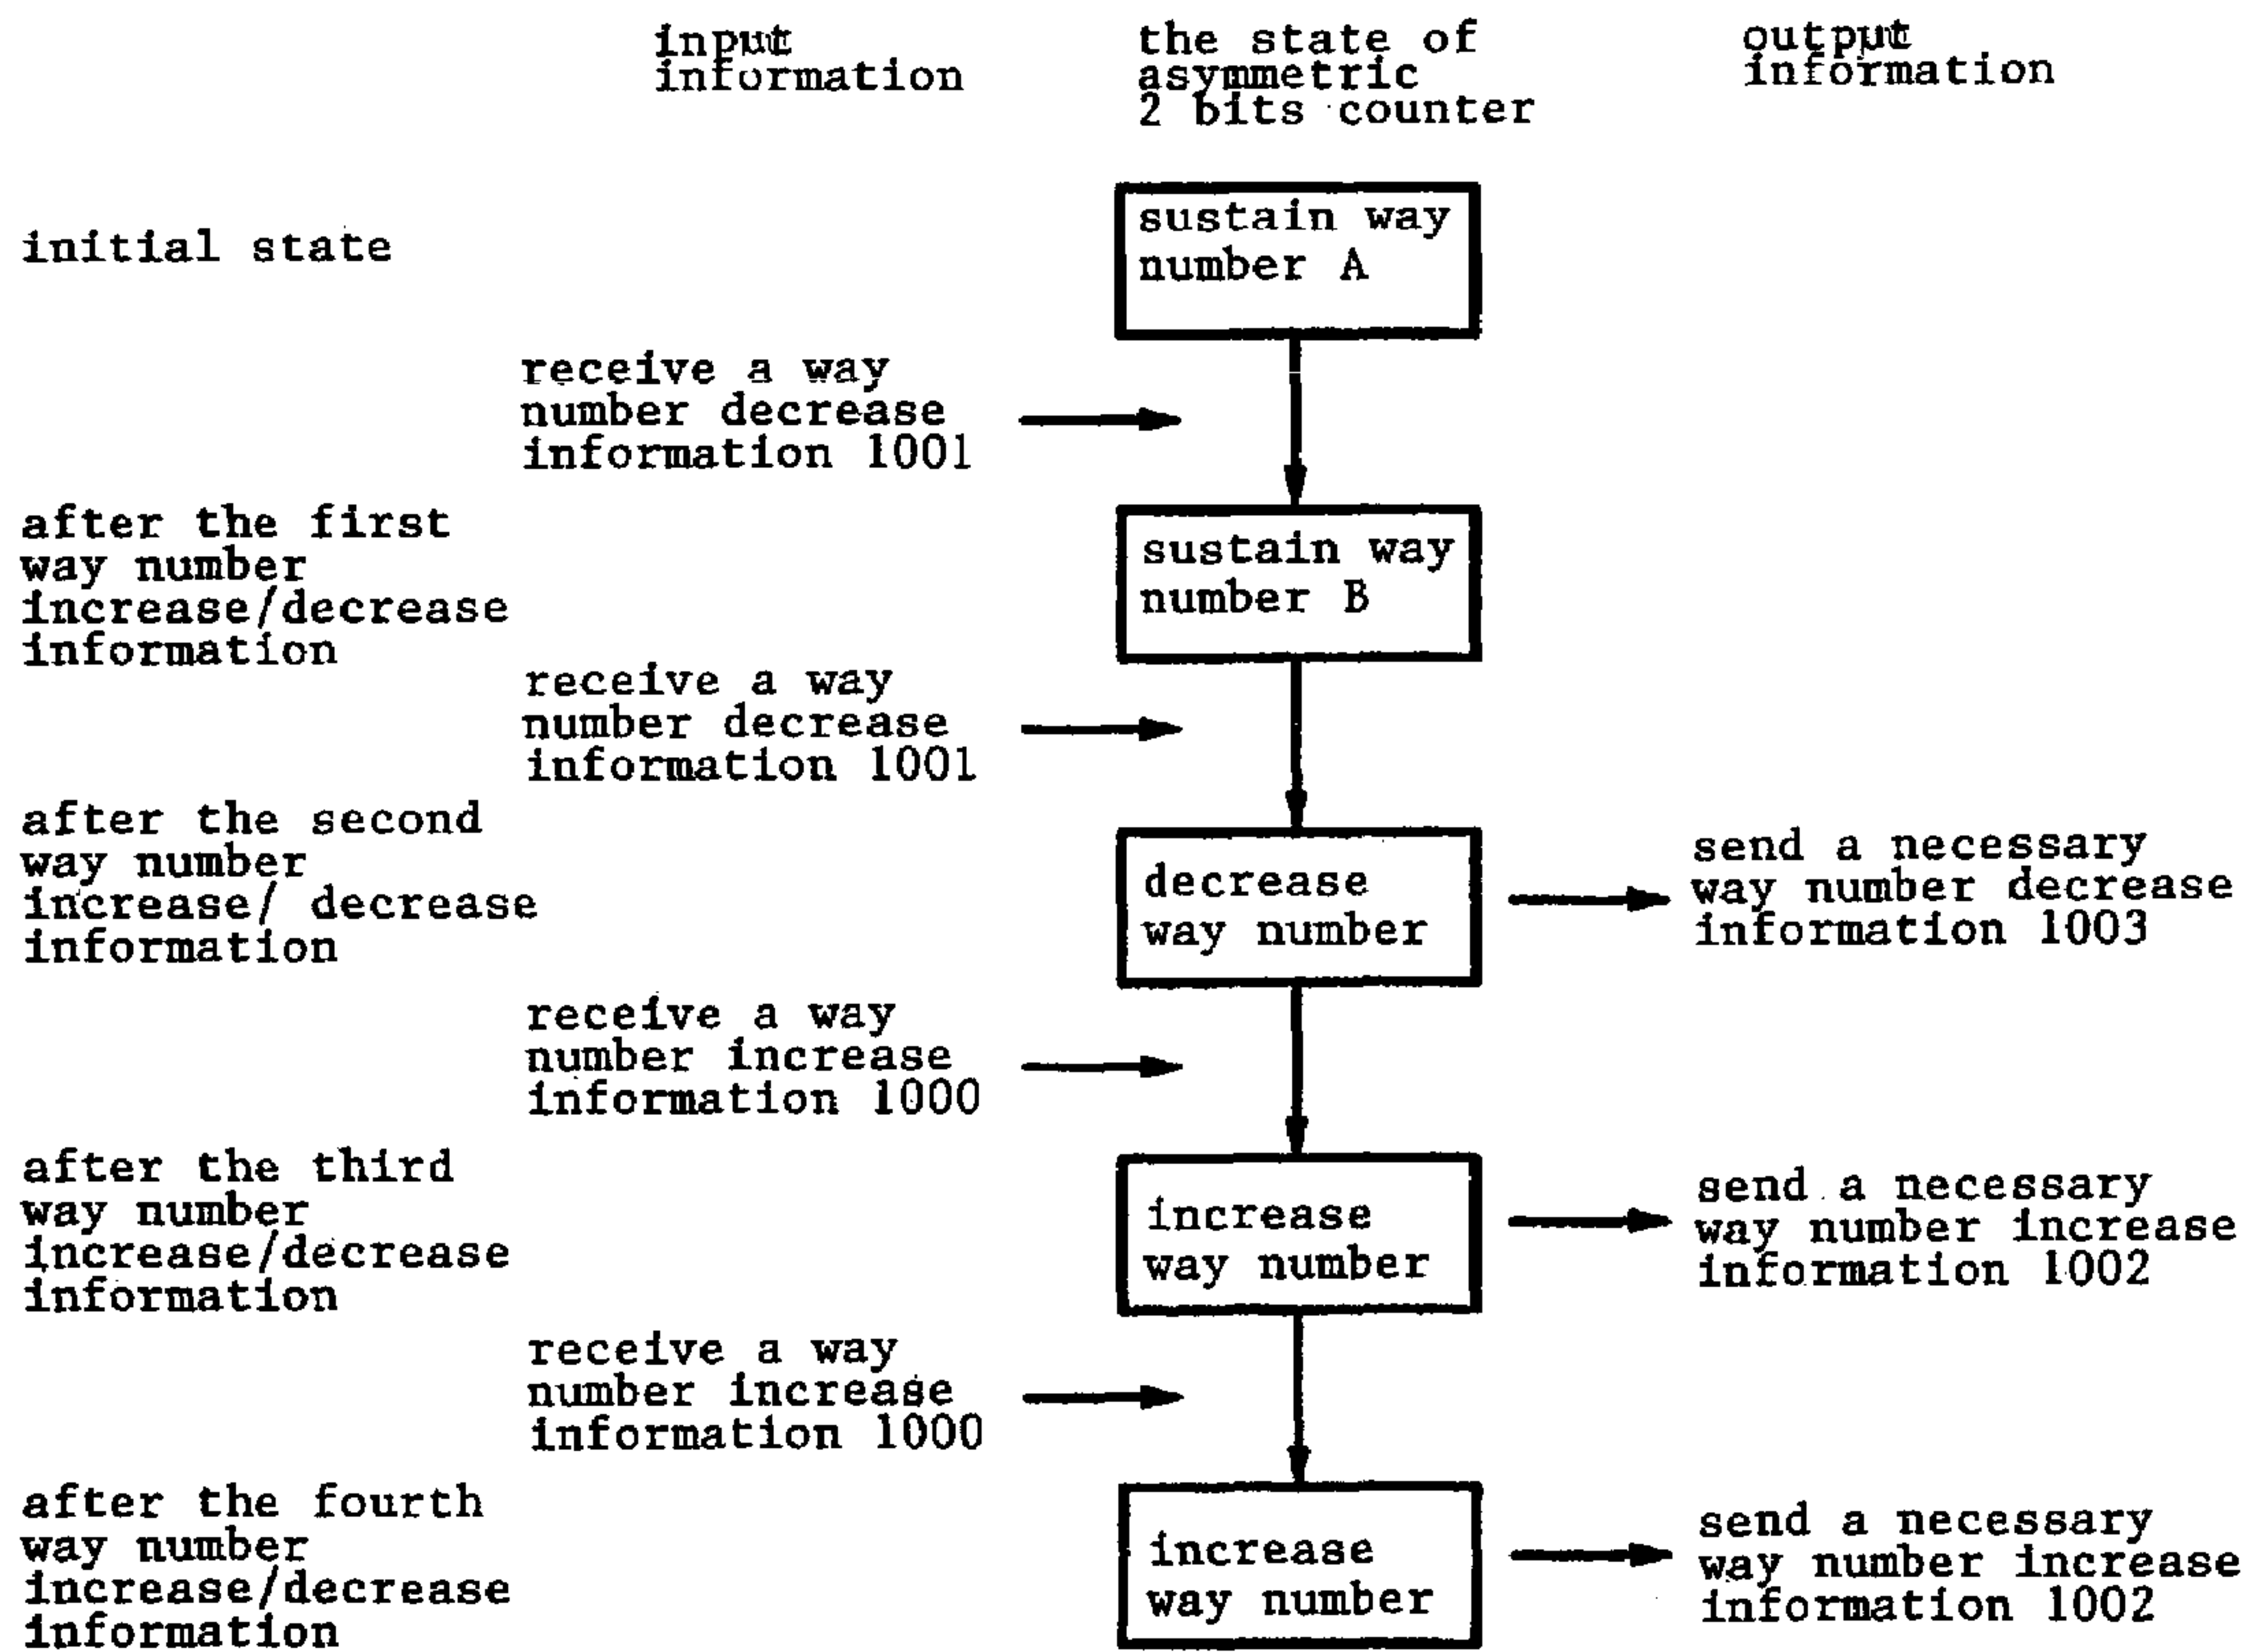 input
information
the state of
asymmetric
2 bits counter
output
information
initial state
sustain way
number A
receive a way
number decrease
information 1001
after the first
way number
increase/decrease
information
sustain way
number B
receive a way
number decrease
information 1001
after the second
way number
increase/ decrease
information
decrease
way number
send a necessary
way number decrease
information 1003
receive a way
number increase
information 1000
after the third
way number
increase/decrease
information
increase
way number
send a necessary
way number increase
information 1002
receive a way
number increase
information 1000
after the fourth
way number
increase/decrease
information
increase
way number
send a necessary
way number increase
information 1002